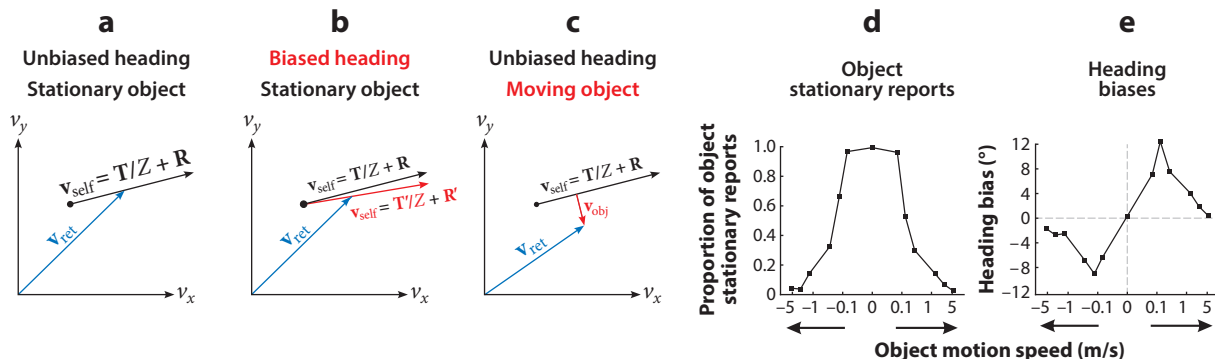 a
Unbiased heading
Stationary object
v_y
v_self = T/Z + R
v_ret
v_x
b
Biased heading
Stationary object
v_y
v_self = T/Z + R
v_self = T′/Z + R′
v_ret
v_x
c
Unbiased heading
Moving object
v_y
v_self = T/Z + R
v_obj
v_ret
v_x
d
Object
stationary reports
Proportion of object
stationary reports
1.0
0.8
0.6
0.4
0.2
0
−5 −1 −0.1 0 0.1 1 5
e
Heading
biases
Heading bias (°)
12
8
4
0
−4
−8
−12
−5 −1 0 0.1 1 5
Object motion speed (m/s)